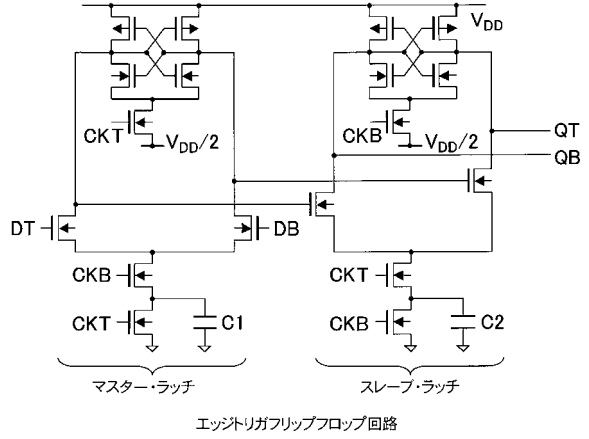 VDD
CKT
VDD/2
CKB
VDD/2
QT
QB
DT
DB
CKB
CKT
CKT
C1
CKB
C2
マスター・ラッチ
スレーブ・ラッチ
エッジトリガフリップフロップ回路